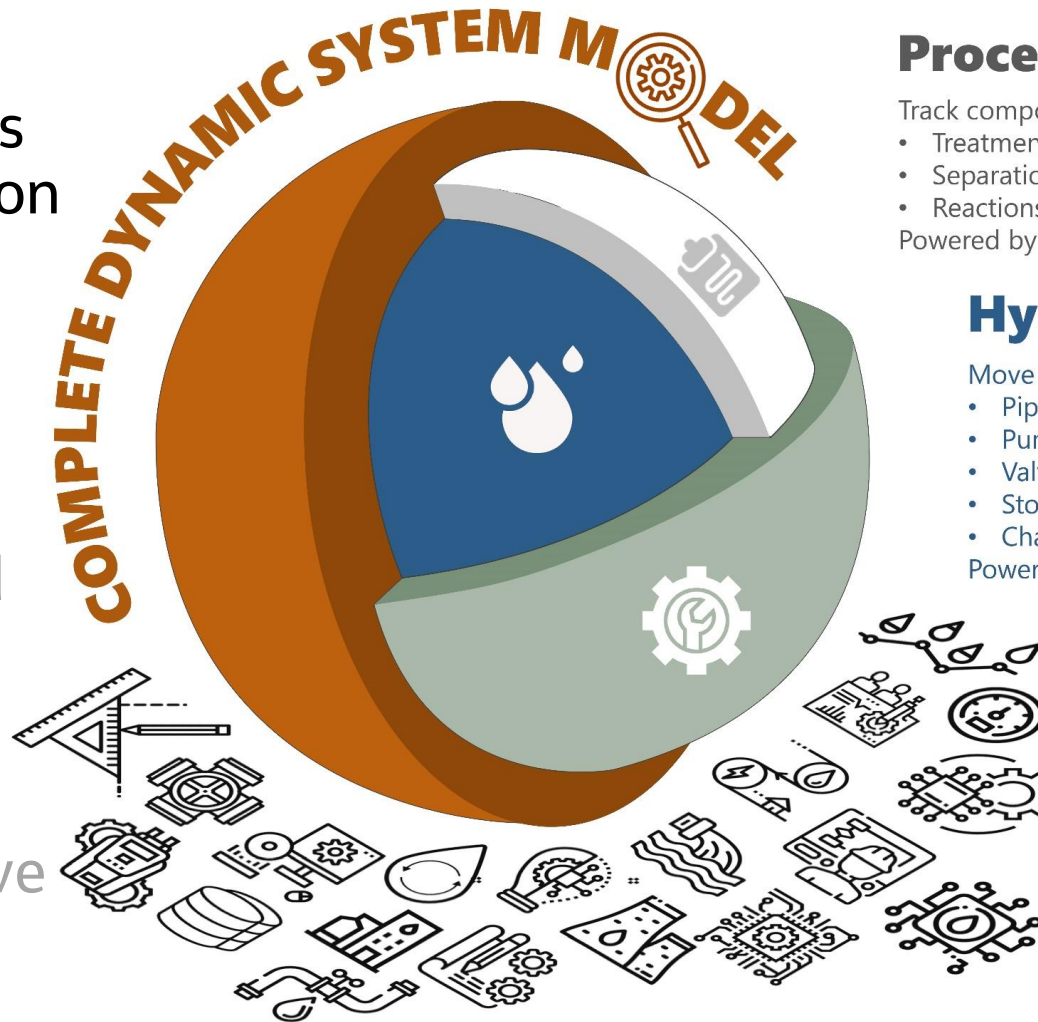 COMPLETE DYNAMIC SYSTEM MODEL
s
on
ve
Proce
Track compo
• Treatmen
• Separatio
• Reactions
Powered by
Hy
Move
• Pip
• Pur
• Val
• Sto
• Cha
Power